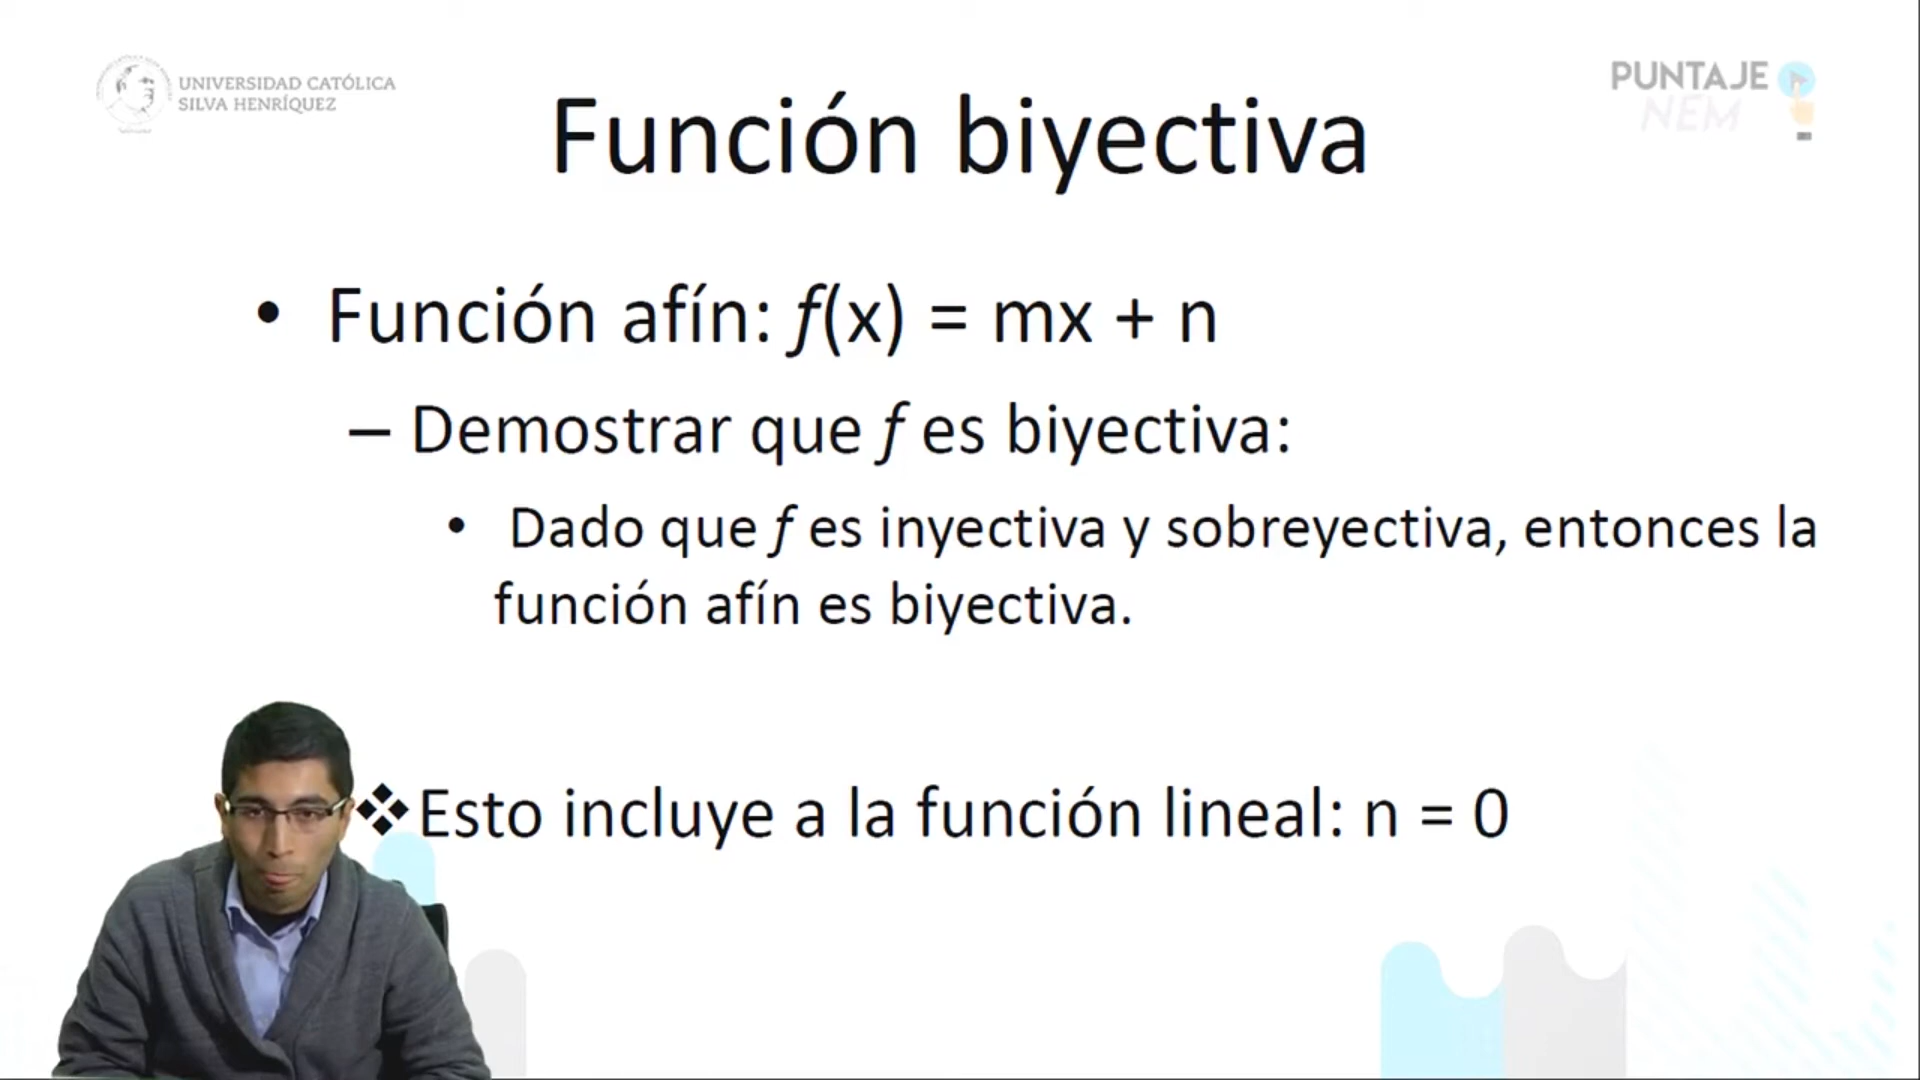 UNIVERSIDAD CATÓLICA
SILVA HENRÍQUEZ
PUNTAJE
NEM
Función biyectiva
• Función afín: f(x) = mx + n
– Demostrar que f es biyectiva:
• Dado que f es inyectiva y sobreyectiva, entonces la
función afín es biyectiva.
❖Esto incluye a la función lineal: n = 0